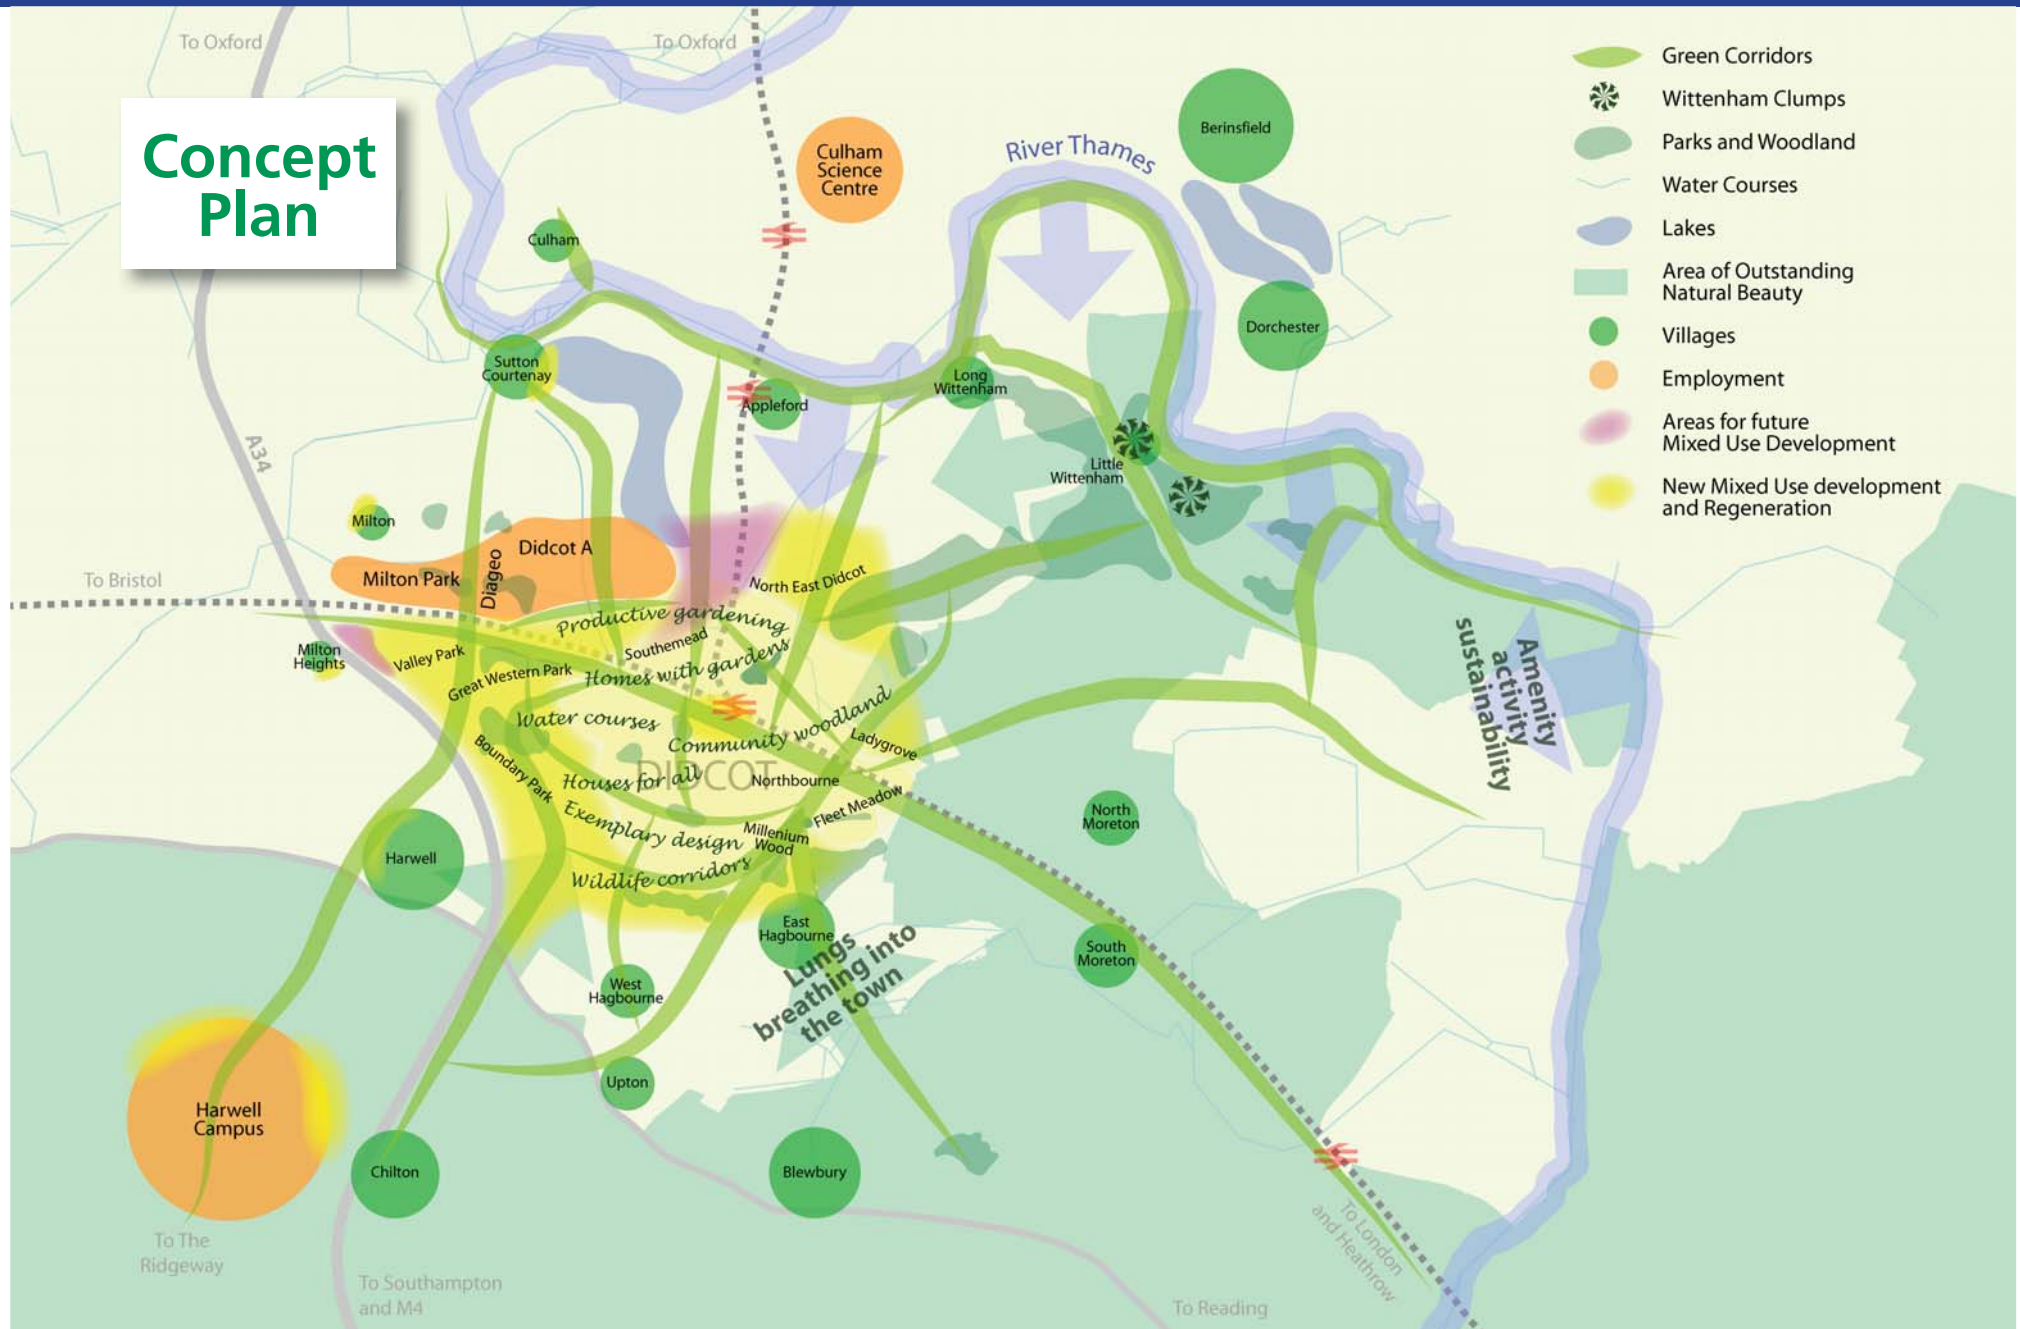 To Oxford
To Oxford
Concept
Plan
Culham
Science
Centre
River Thames
Berinsfield
Culham
Dorchester
Sutton
Courtenay
Appleford
Long
Wittenham
Little
Wittenham
A34
Milton
Didcot A
Milton Park
Diageo
To Bristol
North East Didcot
Productive gardening
Southemead
Homes with gardens
Milton
Heights
Valley Park
Great Western Park
Water courses
Community woodland
Ladygrove
Boundary Park
DIDCOT
Houses for all
Northbourne
Fleet Meadow
Exemplary design
Millenium
Wood
Wildlife corridors
Harwell
North
Moreton
South
Moreton
East
Hagbourne
West
Hagbourne
Lungs
breathing into
the town
Amenity
activity
sustainability
Upton
Harwell
Campus
Chilton
Blewbury
To The
Ridgeway
To Southampton
and M4
To Reading
To London
and Heathrow
Green Corridors
Wittenham Clumps
Parks and Woodland
Water Courses
Lakes
Area of Outstanding
Natural Beauty
Villages
Employment
Areas for future
Mixed Use Development
New Mixed Use development
and Regeneration